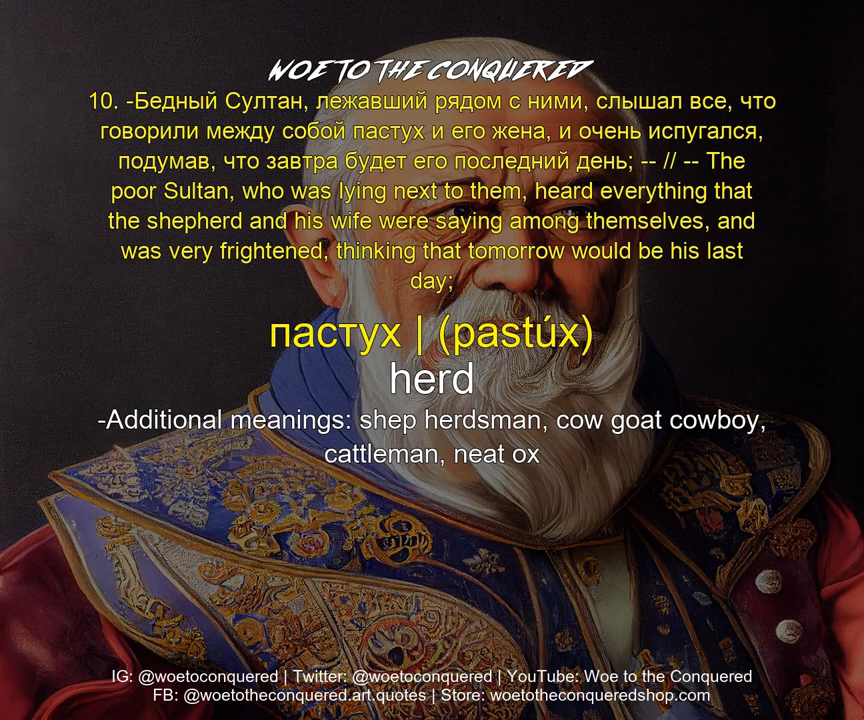 WOE TO THE CONQUERED
10. -Бедный Султан, лежавший рядом с ними, слышал все, что
говорили между собой пастух и его жена, и очень испугался,
подумав, что завтра будет его последний день; -- // -- The
poor Sultan, who was lying next to them, heard everything that
the shepherd and his wife were saying among themselves, and
was very frightened, thinking that tomorrow would be his last
day;
пастух | (pastúx)
herd
-Additional meanings: shep herdsman, cow goat cowboy,
cattleman, neat ox
IG: @woetoconquered | Twitter: @woetoconquered | YouTube: Woe to the Conquered
FB: @woetotheconquered.art.quotes | Store: woetotheconqueredshop.com